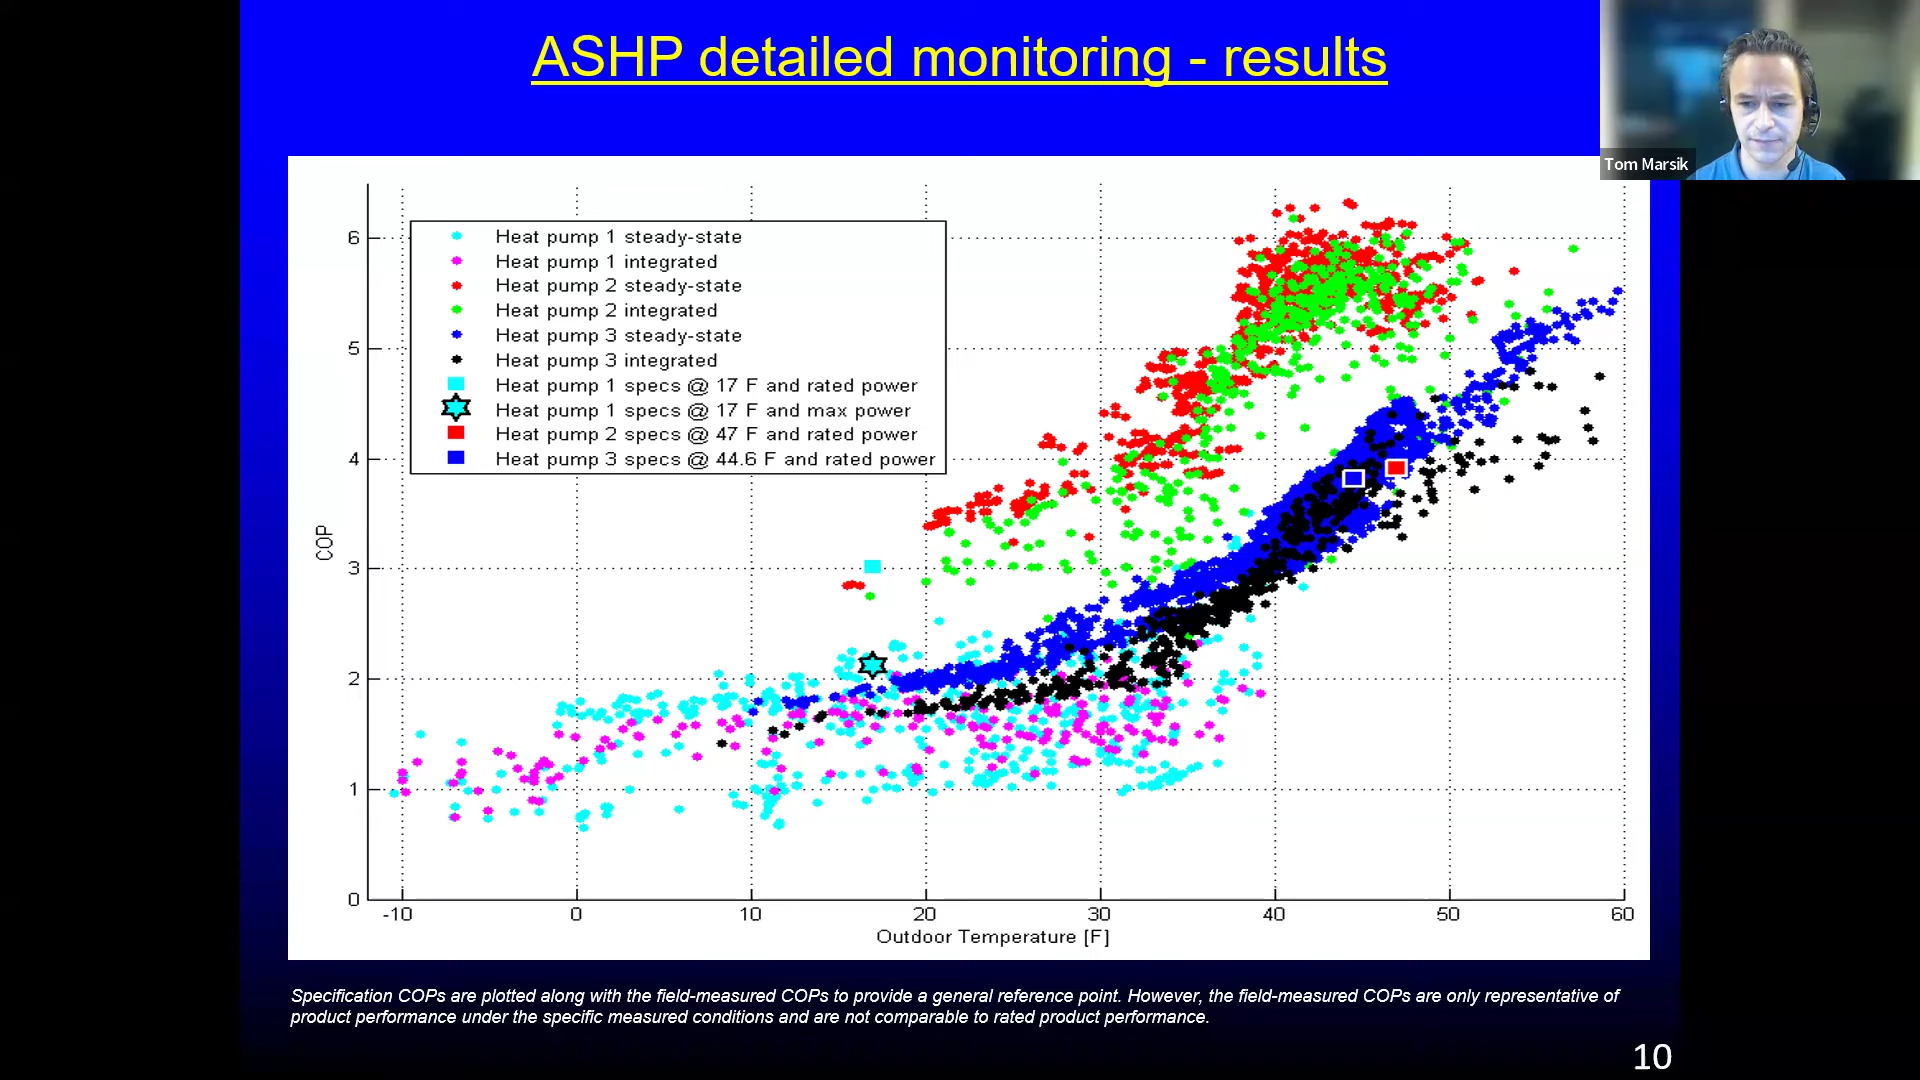 ASHP detailed monitoring - results
Tom Marsik
Heat pump 1 steady-state
Heat pump 1 integrated
Heat pump 2 steady-state
Heat pump 2 integrated
Heat pump 3 steady-state
Heat pump 3 integrated
Heat pump 1 specs @ 17 F and rated power
Heat pump 1 specs @ 17 F and max power
Heat pump 2 specs @ 47 F and rated power
Heat pump 3 specs @ 44.6 F and rated power
6
5
4
3
2
1
0
COP
-10 0 10 20 30 40 50 60
Outdoor Temperature [F]
Specification COPs are plotted along with the field-measured COPs to provide a general reference point. However, the field-measured COPs are only representative of
product performance under the specific measured conditions and are not comparable to rated product performance.
10